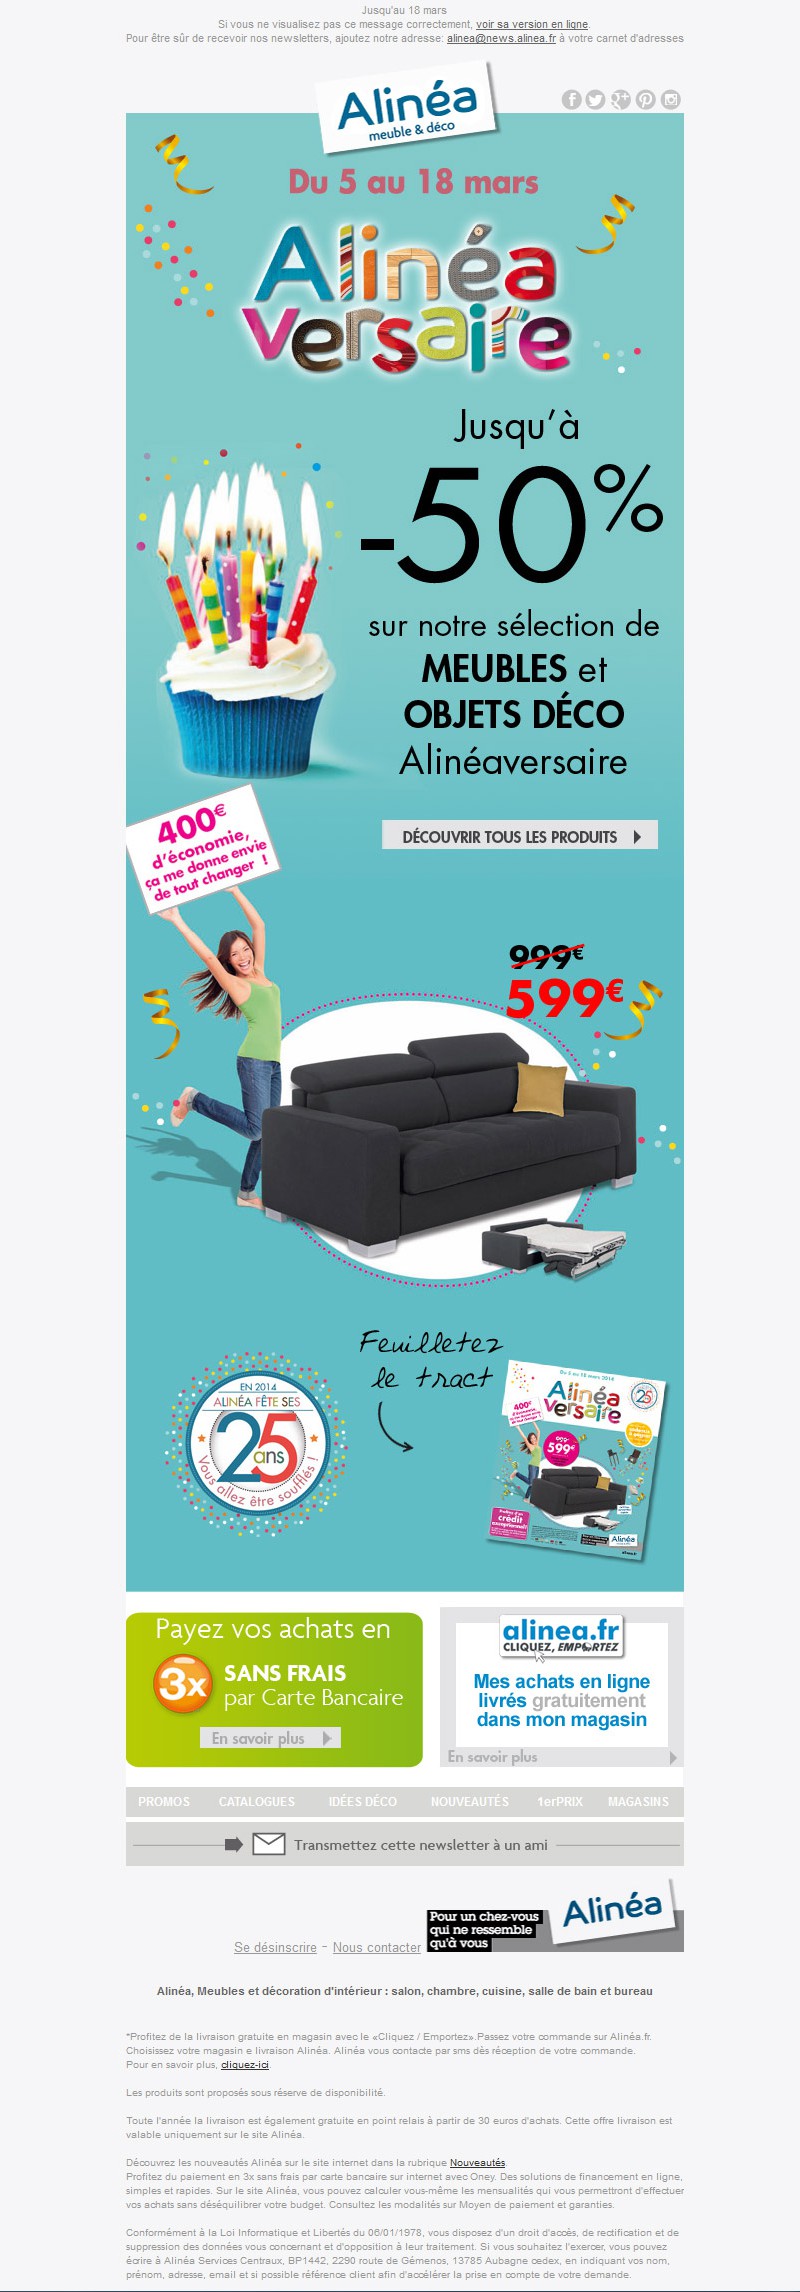 Jusqu'au 18 mars
Si vous ne visualisez pas ce message correctement, voir sa version en ligne.
Pour être sûr de recevoir nos newsletters, ajoutez notre adresse: alinea@news.alinea.fr à votre carnet d'adresses
Alinéa
meuble & déco
Du 5 au 18 mars
Alinéa
versaire
Jusqu'à
-50%
sur notre sélection de
MEUBLES et
OBJETS DÉCO
Alinéaversaire
400€
d'économie,
ça me donne envie
de tout changer !
DÉCOUVRIR TOUS LES PRODUITS
999€
599€
Feuilletez
le tract
EN 2014
ALINÉA FÊTE SES
25
ans
Vous allez être soufflés !
Du 5 au 18 mars 2014
Alinéa
versaire
25
400€
999€
599€
crédit
Alinéa
alinea.fr
Payez vos achats en
3x
SANS FRAIS
par Carte Bancaire
En savoir plus
alinea.fr
CLIQUEZ, EMPORTEZ
Mes achats en ligne
livrés gratuitement
dans mon magasin
En savoir plus
PROMOS CATALOGUES IDÉES DÉCO NOUVEAUTÉS 1erPRIX MAGASINS
Transmettez cette newsletter à un ami
Se désinscrire - Nous contacter
Pour un chez-vous
qui ne ressemble
qu'à vous
Alinéa
Alinéa, Meubles et décoration d'intérieur : salon, chambre, cuisine, salle de bain et bureau
*Profitez de la livraison gratuite en magasin avec le «Cliquez / Emportez».Passez votre commande sur Alinéa.fr.
Choisissez votre magasin e livraison Alinéa. Alinéa vous contacte par sms dès réception de votre commande.
Pour en savoir plus, cliquez-ici.
Les produits sont proposés sous réserve de disponibilité.
Toute l'année la livraison est également gratuite en point relais à partir de 30 euros d'achats. Cette offre livraison est
valable uniquement sur le site Alinéa.
Découvrez les nouveautés Alinéa sur le site internet dans la rubrique Nouveautés.
Profitez du paiement en 3x sans frais par carte bancaire sur internet avec Oney. Des solutions de financement en ligne,
simples et rapides. Sur le site Alinéa, vous pouvez calculer vous-même les mensualités qui vous permettront d'effectuer
vos achats sans déséquilibrer votre budget. Consultez les modalités sur Moyen de paiement et garanties.
Conformément à la Loi Informatique et Libertés du 06/01/1978, vous disposez d'un droit d'accès, de rectification et de
suppression des données vous concernant et d'opposition à leur traitement. Si vous souhaitez l'exercer, vous pouvez
écrire à Alinéa Services Centraux, BP1442, 2290 route de Gémenos, 13785 Aubagne cedex, en indiquant vos nom,
prénom, adresse, email et si possible référence client afin d'accélérer la prise en compte de votre demande.